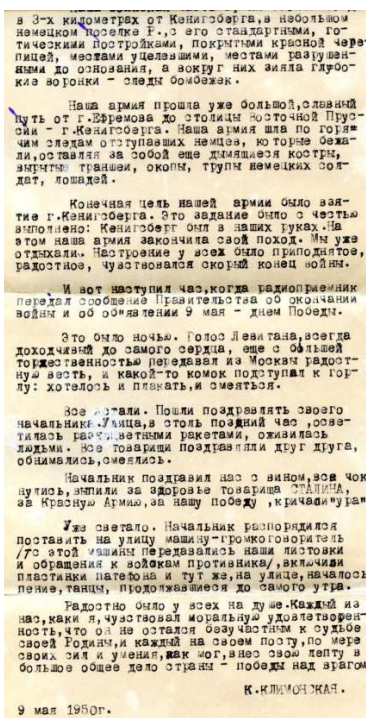 в 3-х километрах от Кенигсберга,в небольшом
немецком поселке Р.,с его стандартными, го-
тическими постройками, покрытыми красной чере-
пицей, местами уцелевшими, местами разрушен-
ными до основания, а вокруг них зияли глубо-
кие воронки - следы бомбежек.
Наша армия прошла уже большой,славный
путь от г.Ефремова до столицы Восточной Прус-
сии - г.Кенигсберга. Наша армия шла по горя-
чим следам отступавших немцев, которые бежа-
ли,оставляя за собой еще дымящиеся костры,
вырытые траншеи, окопы, трупы немецких сол-
дат, лошадей.
Конечная цель нашей армии было взя-
тие г.Кенигсберга. Это задание было с честью
выполнено: Кенигсберг был в наших руках.На
этом наша армия закончила свой поход. Мы уже
отдыхали. Настроение у всех было приподнятое,
радостное, чувствовался скорый конец войны.
И вот наступил час,когда радиоприемник
передал сообщение Правительства об окончании
войны и об об"явлении 9 мая - днем Победы.
Это было ночью. Голос Левитана,всегда
доходчивый до самого сердца, еще с большей
торжественностью передавал из Москвы радост-
ную весть, и какой-то комок подступал к гор-
лу: хотелось и плакать,и смеяться.
Все встали. Пошли поздравлять своего
начальника.Улица,в столь поздний час ,осве-
тилась разноцветными ракетами, оживилась
людьми. Все товарищи поздравляли друг друга,
обнимались,смеялись.
Начальник поздравил нас с вином,все чок
нулись,выпили за здоровье товарища СТАЛИНА,
за Красную Армию,за нашу победу ,кричали"ура"
Уже светало. Начальник распорядился
поставить на улицу машину-громкоговоритель
/с этой машины передавались наши листовки
и обращения к войскам противника/,включили
пластинки патефона и тут же,на улице,началось
пение,танцы, продолжавшиеся до самого утра.
Радостно было у всех на душе.Каждый из
нас,каки я,чувствовал моральную удовлетворен-
ность,что он не остался безучастным к судьбе
своей Родины,и каждый на своем посту,по мере
своих сил и умения,как мог,внес свою лепту в
большое общее дело страны - победы над врагом
К.КЛИМОНСКАЯ.
9 мая 1950г.